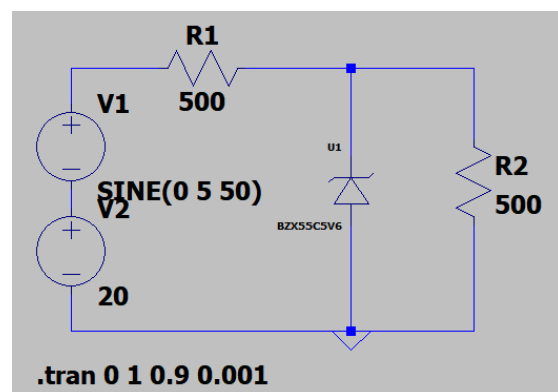 R1
500
V1
SINE(0 5 50)
V2
20
U1
BZX55C5V6
R2
500
.tran 0 1 0.9 0.001